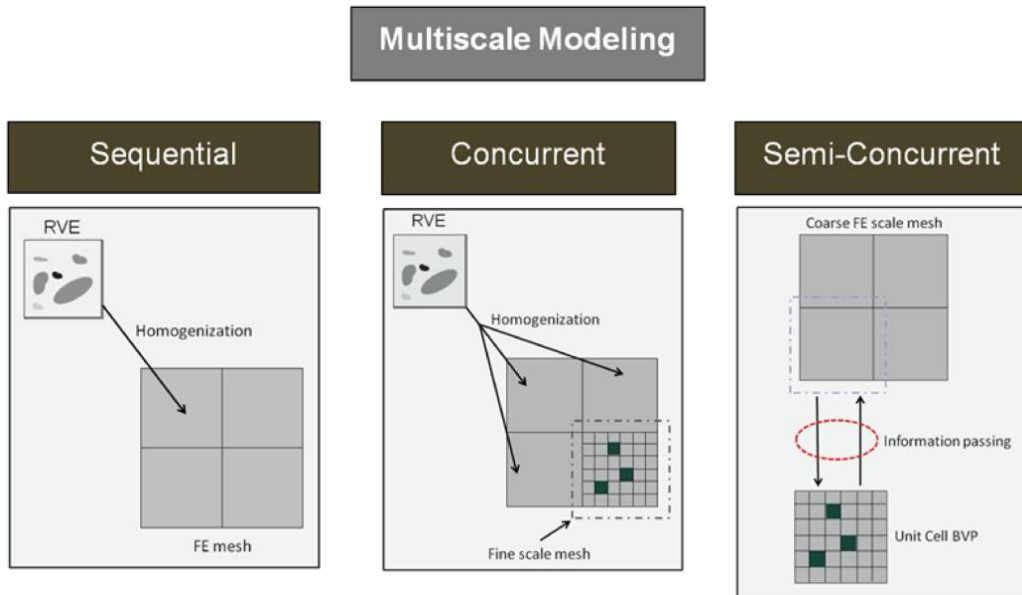 Multiscale Modeling
Sequential
RVE
Homogenization
FE mesh
Concurrent
RVE
Homogenization
Fine scale mesh
Semi-Concurrent
Coarse FE scale mesh
Information passing
Unit Cell BVP